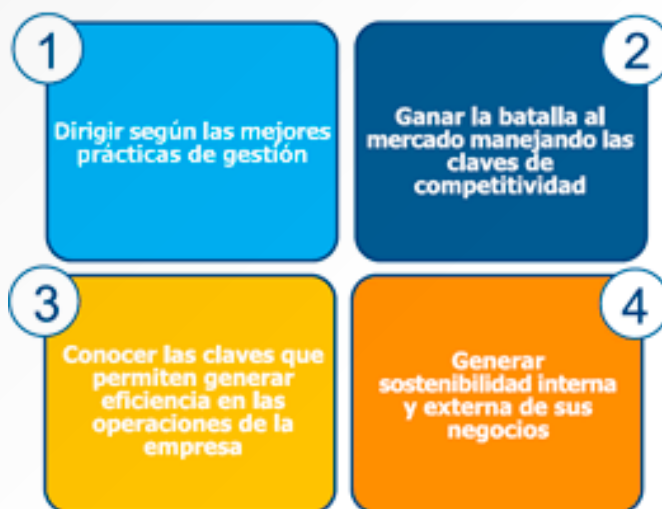 1
Dirigir según las mejores
prácticas de gestión
2
Ganar la batalla al
mercado manejando las
claves de
competitividad
3
Conocer las claves que
permiten generar
eficiencia en las
operaciones de la
empresa
4
Generar
sostenibilidad interna
y externa de sus
negocios